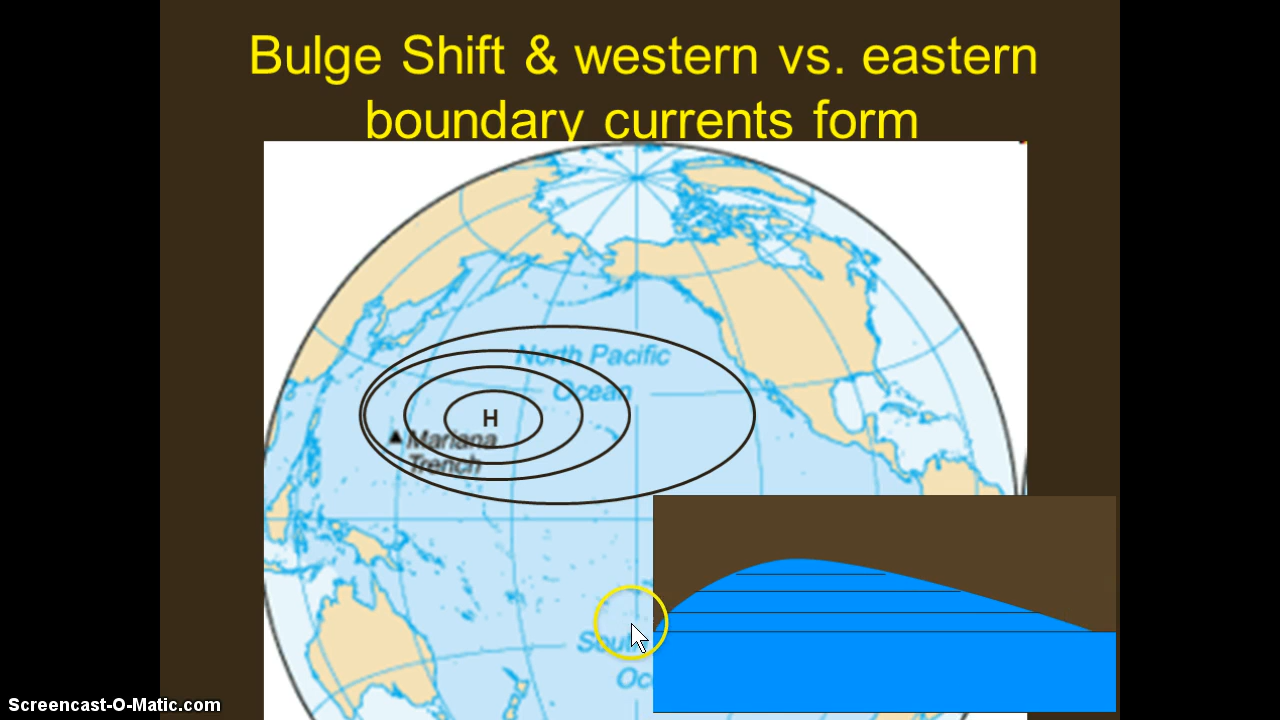 Bulge Shift & western vs. eastern
boundary currents form
North Pacific
Ocean
H
Mariana
Trench
Screencast-O-Matic.com